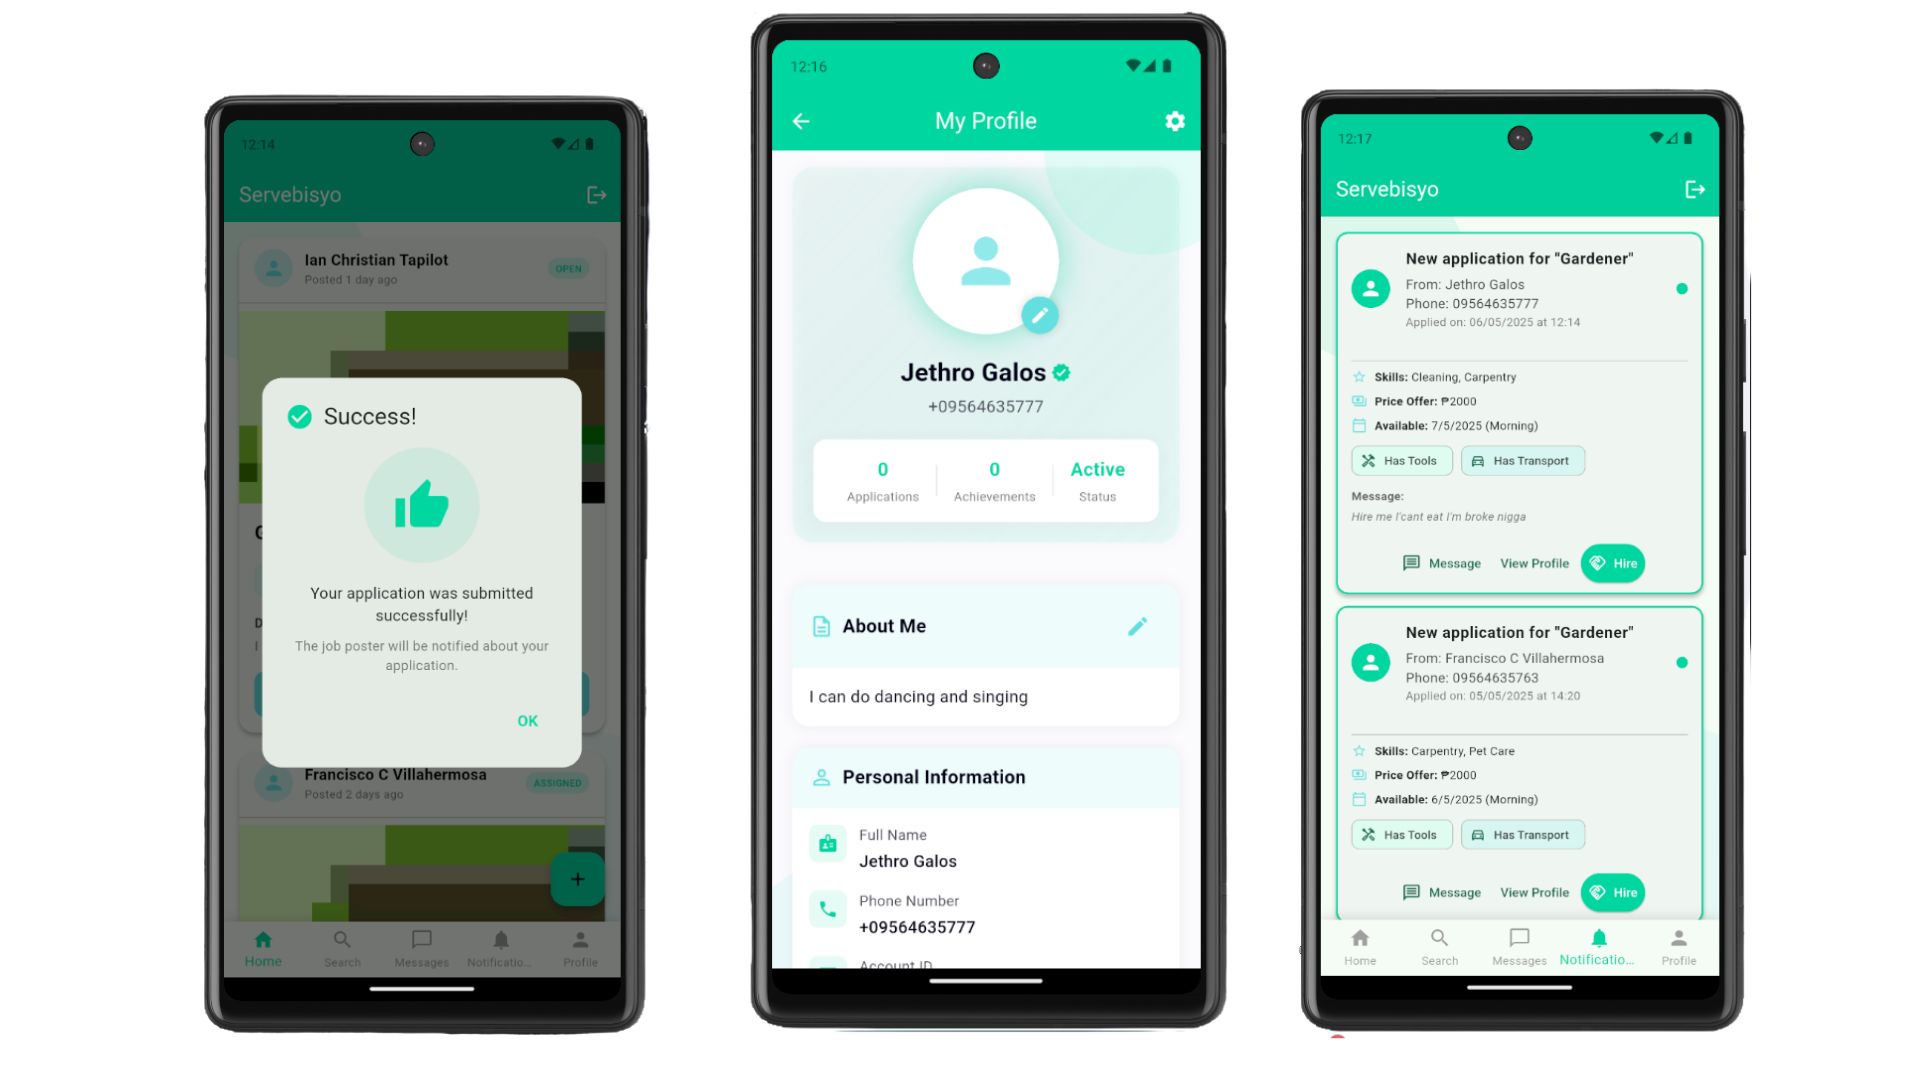 12:14
Servebisyo
Ian Christian Tapilot
Posted 1 day ago
OPEN
Success!
Your application was submitted
successfully!
The job poster will be notified about your
application.
OK
Francisco C Villahermosa
Posted 2 days ago
ASSIGNED
+
Home
Search
Messages
Notificatio...
Profile
12:16
My Profile
Jethro Galos
+09564635777
0
Applications
0
Achievements
Active
Status
About Me
I can do dancing and singing
Personal Information
Full Name
Jethro Galos
Phone Number
+09564635777
Account ID
12:17
Servebisyo
New application for "Gardener"
From: Jethro Galos
Phone: 09564635777
Applied on: 06/05/2025 at 12:14
Skills: Cleaning, Carpentry
Price Offer: ₱2000
Available: 7/5/2025 (Morning)
Has Tools
Has Transport
Message:
Hire me I'cant eat I'm broke nigga
Message
View Profile
Hire
New application for "Gardener"
From: Francisco C Villahermosa
Phone: 09564635763
Applied on: 05/05/2025 at 14:20
Skills: Carpentry, Pet Care
Price Offer: ₱2000
Available: 6/5/2025 (Morning)
Has Tools
Has Transport
Message
View Profile
Hire
Home
Search
Messages
Notificatio...
Profile